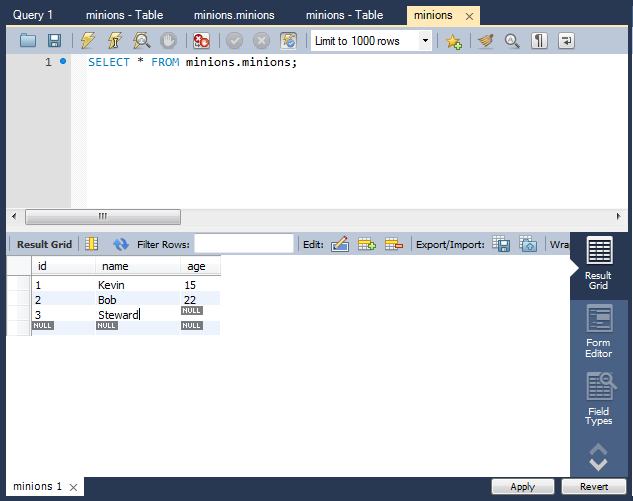 Query 1 minions - Table minions.minions minions - Table minions
Limit to 1000 rows
1 SELECT * FROM minions.minions;
Result Grid Filter Rows: Edit: Export/Import: Wra
id name age
1 Kevin 15
2 Bob 22
3 Steward NULL
NULL NULL NULL
Result
Grid
Form
Editor
Field
Types
minions 1 Apply Revert